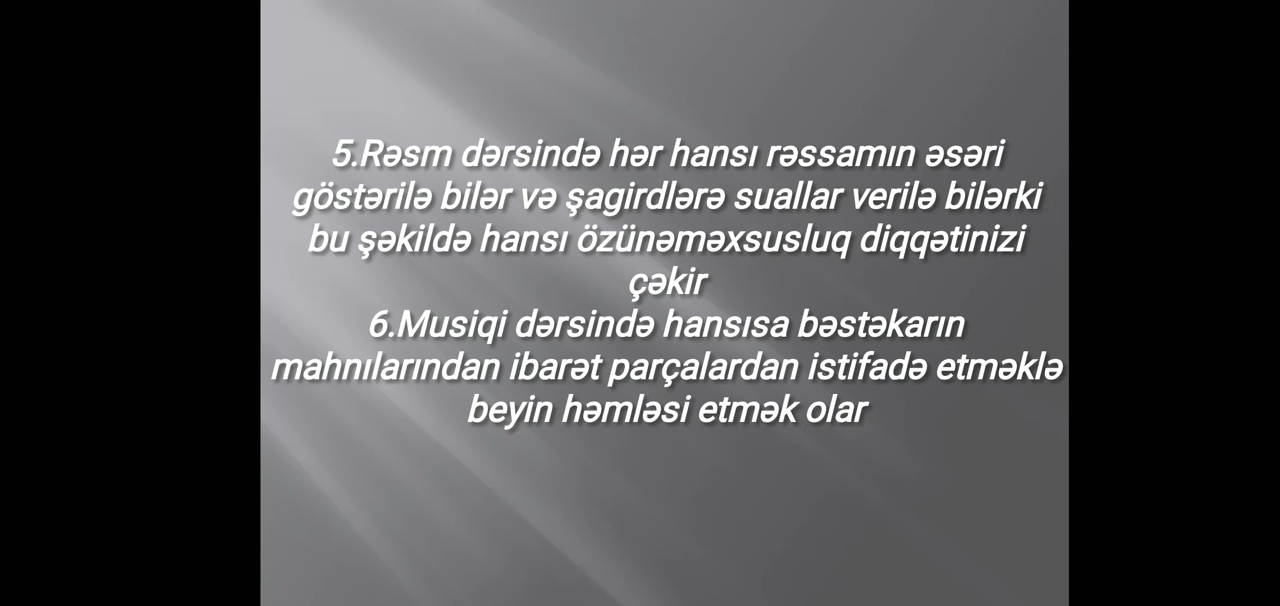 5.Rəsm dərsində hər hansı rəssamın əsəri
göstərilə bilər və şagirdlərə suallar verilə bilərki
bu şəkildə hansı özünəməxsusluq diqqətinizi
çəkir
6.Musiqi dərsində hansısa bəstəkarın
mahnılarından ibarət parçalardan istifadə etməklə
beyin həmləsi etmək olar